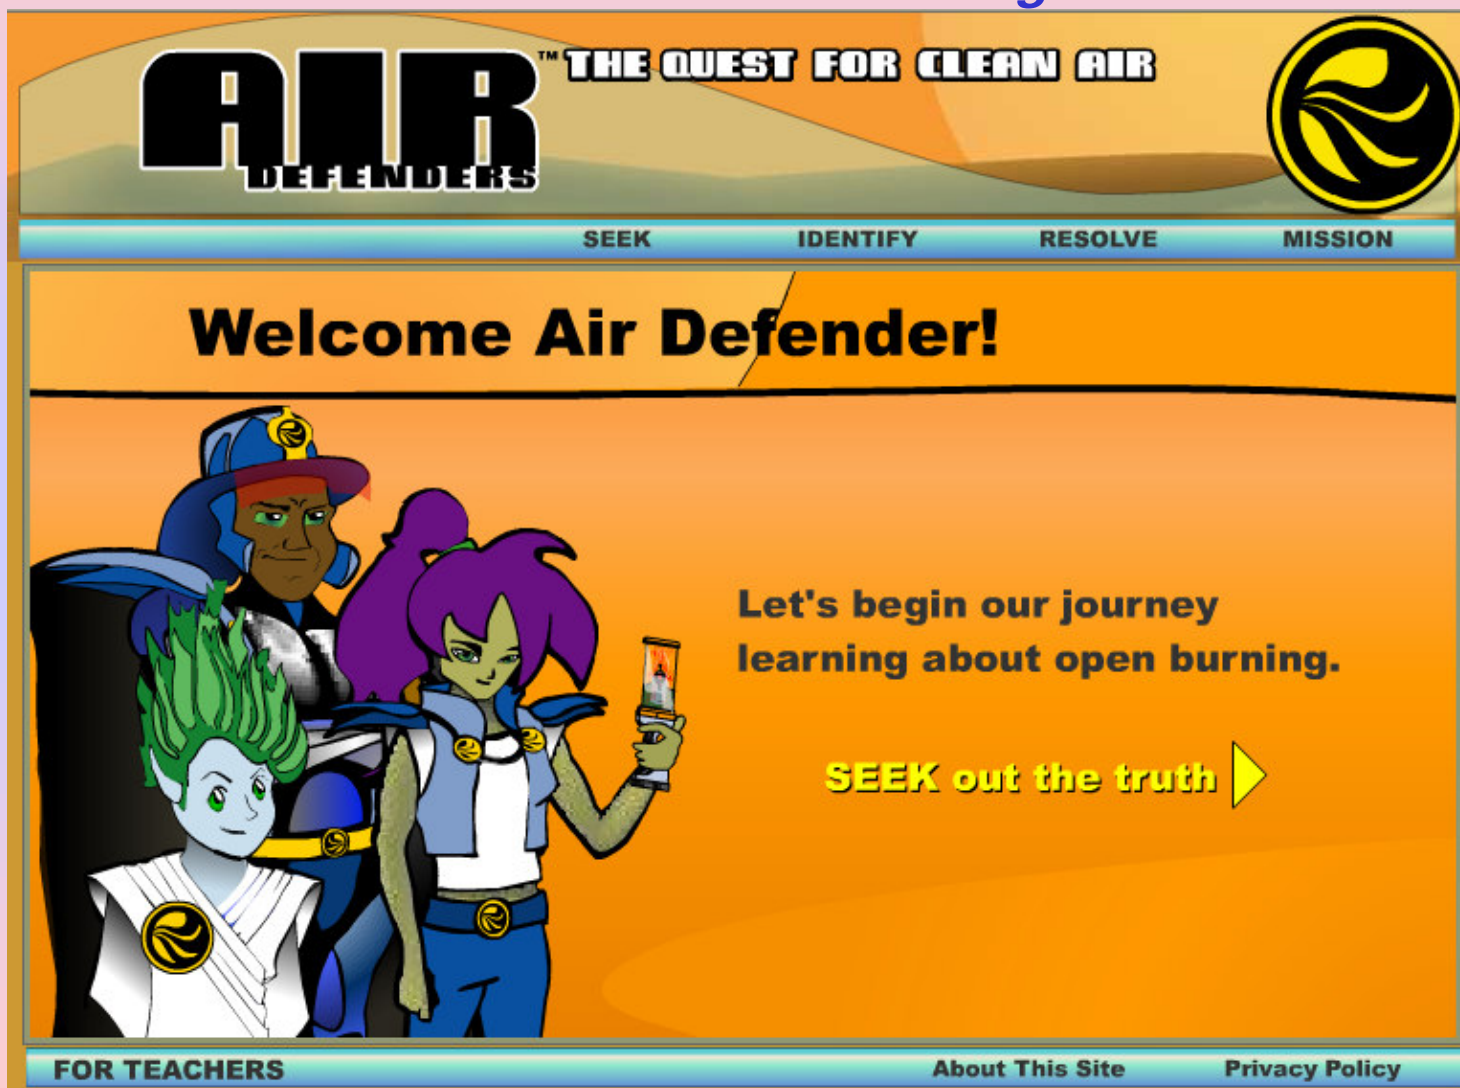 AIR
DEFENDERS
™ THE QUEST FOR CLEAN AIR
SEEK IDENTIFY RESOLVE MISSION
Welcome Air Defender!
Let's begin our journey
learning about open burning.
SEEK out the truth
FOR TEACHERS About This Site Privacy Policy